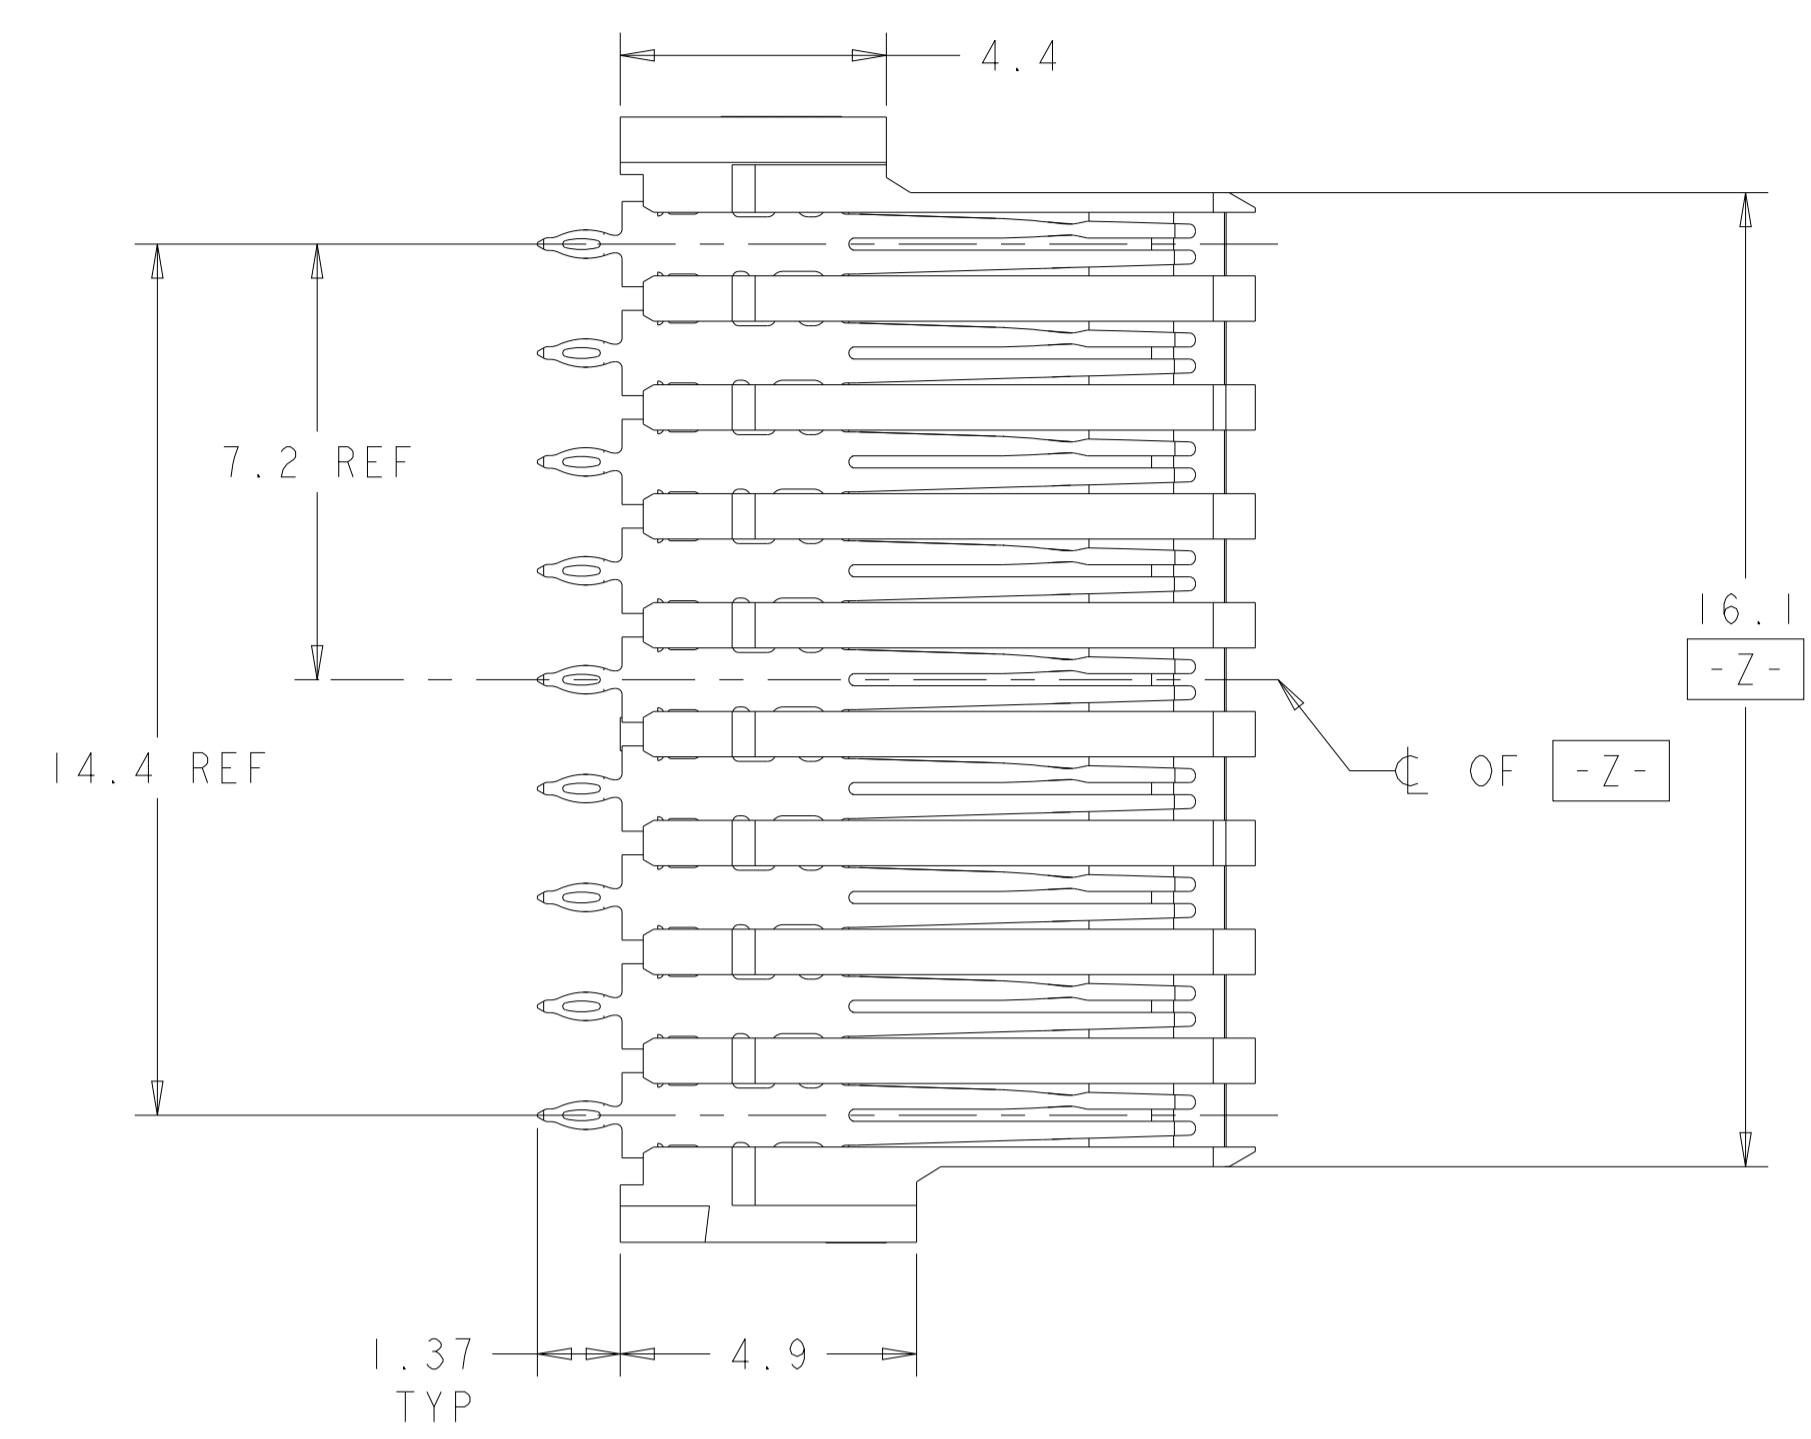 4.4
7.2 REF
16.1
-Z-
14.4 REF
℄ OF -Z-
1.37
TYP
4.9